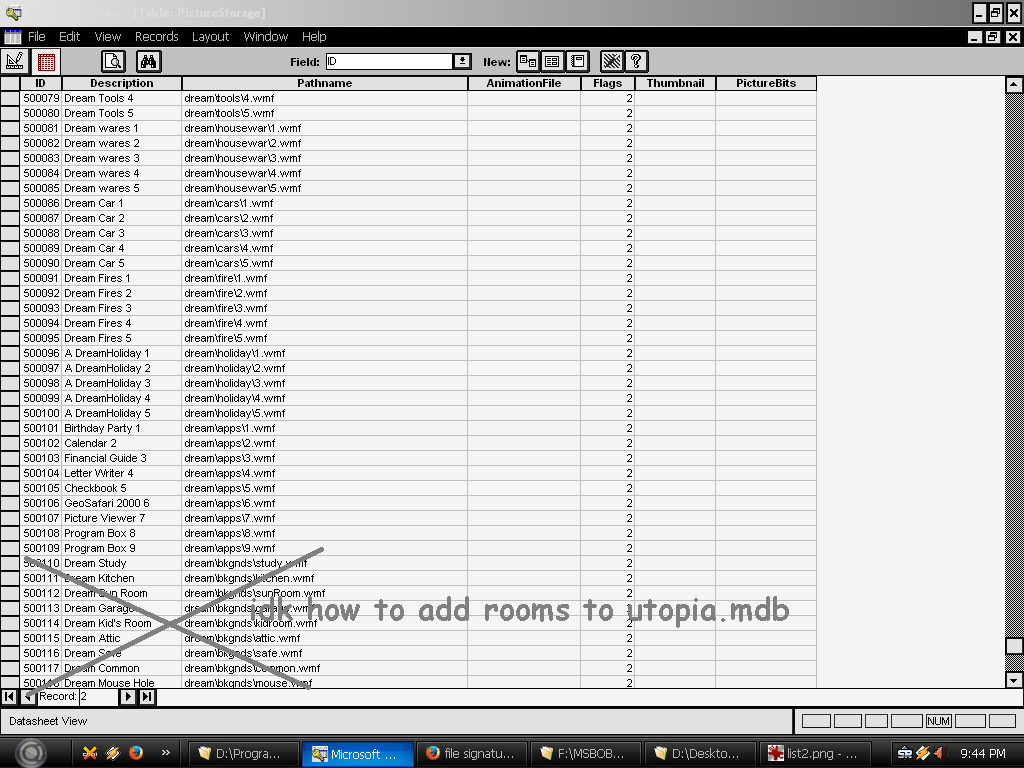 [Table: PictureStorage]
File Edit View Records Layout Window Help
Field: ID New:
ID Description Pathname AnimationFile Flags Thumbnail PictureBits
500079 Dream Tools 4 dream\tools\4.wmf 2
500080 Dream Tools 5 dream\tools\5.wmf 2
500081 Dream wares 1 dream\housewar\1.wmf 2
500082 Dream wares 2 dream\housewar\2.wmf 2
500083 Dream wares 3 dream\housewar\3.wmf 2
500084 Dream wares 4 dream\housewar\4.wmf 2
500085 Dream wares 5 dream\housewar\5.wmf 2
500086 Dream Car 1 dream\cars\1.wmf 2
500087 Dream Car 2 dream\cars\2.wmf 2
500088 Dream Car 3 dream\cars\3.wmf 2
500089 Dream Car 4 dream\cars\4.wmf 2
500090 Dream Car 5 dream\cars\5.wmf 2
500091 Dream Fires 1 dream\fire\1.wmf 2
500092 Dream Fires 2 dream\fire\2.wmf 2
500093 Dream Fires 3 dream\fire\3.wmf 2
500094 Dream Fires 4 dream\fire\4.wmf 2
500095 Dream Fires 5 dream\fire\5.wmf 2
500096 A DreamHoliday 1 dream\holiday\1.wmf 2
500097 A DreamHoliday 2 dream\holiday\2.wmf 2
500098 A DreamHoliday 3 dream\holiday\3.wmf 2
500099 A DreamHoliday 4 dream\holiday\4.wmf 2
500100 A DreamHoliday 5 dream\holiday\5.wmf 2
500101 Birthday Party 1 dream\apps\1.wmf 2
500102 Calendar 2 dream\apps\2.wmf 2
500103 Financial Guide 3 dream\apps\3.wmf 2
500104 Letter Writer 4 dream\apps\4.wmf 2
500105 Checkbook 5 dream\apps\5.wmf 2
500106 GeoSafari 2000 6 dream\apps\6.wmf 2
500107 Picture Viewer 7 dream\apps\7.wmf 2
500108 Program Box 8 dream\apps\8.wmf 2
500109 Program Box 9 dream\apps\9.wmf 2
500110 Dream Study dream\bkgnds\study.wmf 2
500111 Dream Kitchen dream\bkgnds\kitchen.wmf 2
500112 Dream Sun Room dream\bkgnds\sunRoom.wmf 2
500113 Dream Garage 2
idk how to add rooms to utopia.mdb
500114 Dream Kid's Room dream\bkgnds\kidroom.wmf 2
500115 Dream Attic dream\bkgnds\attic.wmf 2
500116 Dream Safe dream\bkgnds\safe.wmf 2
500117 Dream Common dream\bkgnds\common.wmf 2
500118 Dream Mouse Hole dream\bkgnds\mouse.wmf 2
Record: 2
Datasheet View NUM
D:\Progra... Microsoft ... file signatu... F:\MSBOB... D:\Deskto... list2.png - ... 9:44 PM